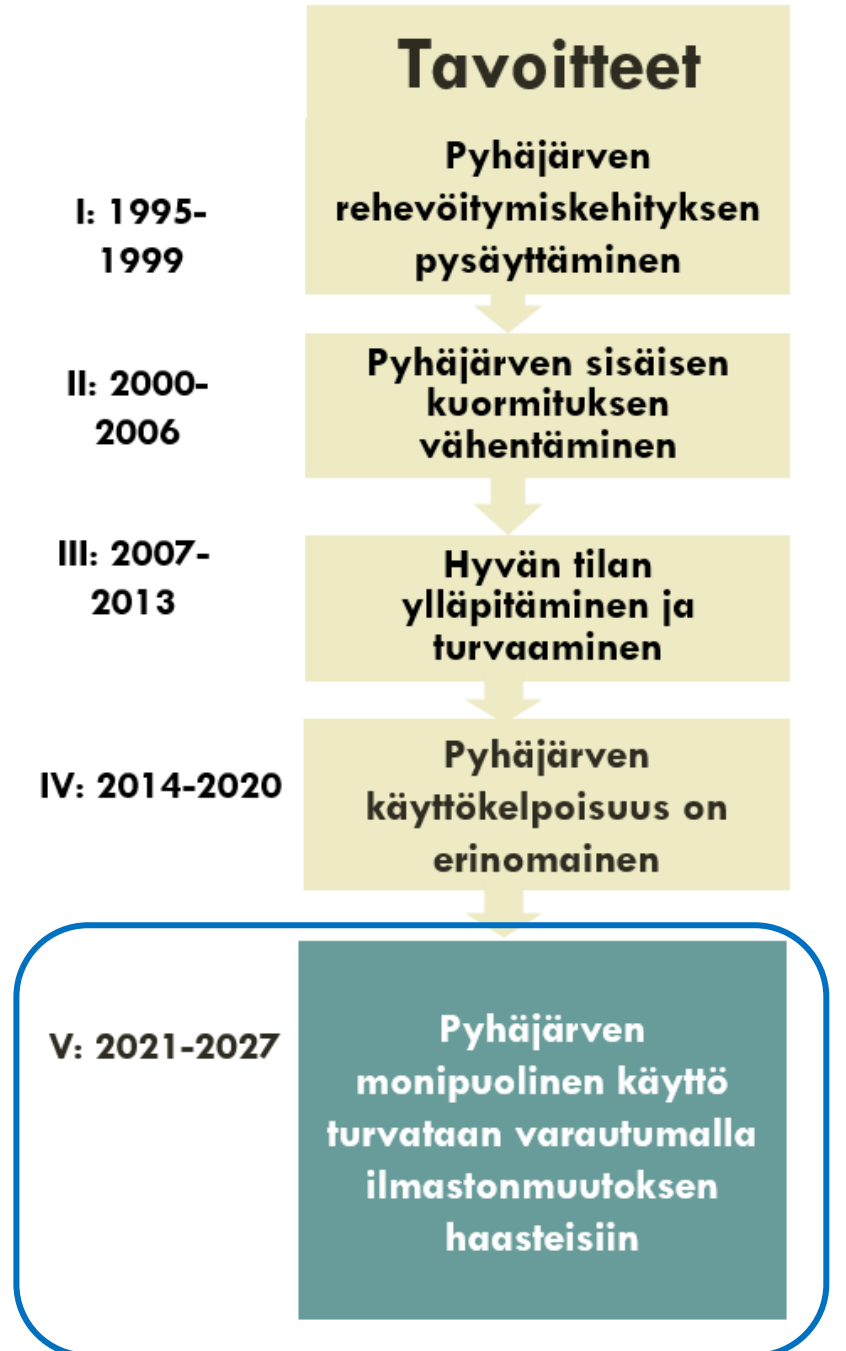 Tavoitteet
I: 1995-
1999
Pyhäjärven
rehevöitymiskehityksen
pysäyttäminen
II: 2000-
2006
Pyhäjärven sisäisen
kuormituksen
vähentäminen
III: 2007-
2013
Hyvän tilan
ylläpitäminen ja
turvaaminen
IV: 2014-2020
Pyhäjärven
käyttökelpoisuus on
erinomainen
V: 2021-2027
Pyhäjärven
monipuolinen käyttö
turvataan varautumalla
ilmastonmuutoksen
haasteisiin